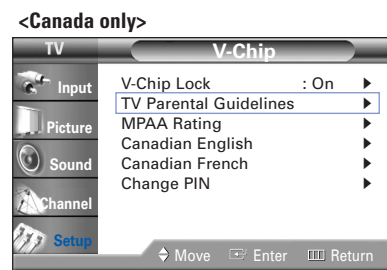 <Canada only>
TV
V-Chip
Input
Picture
Sound
Channel
Setup
V-Chip Lock : On
TV Parental Guidelines
MPAA Rating
Canadian English
Canadian French
Change PIN
Move Enter Return